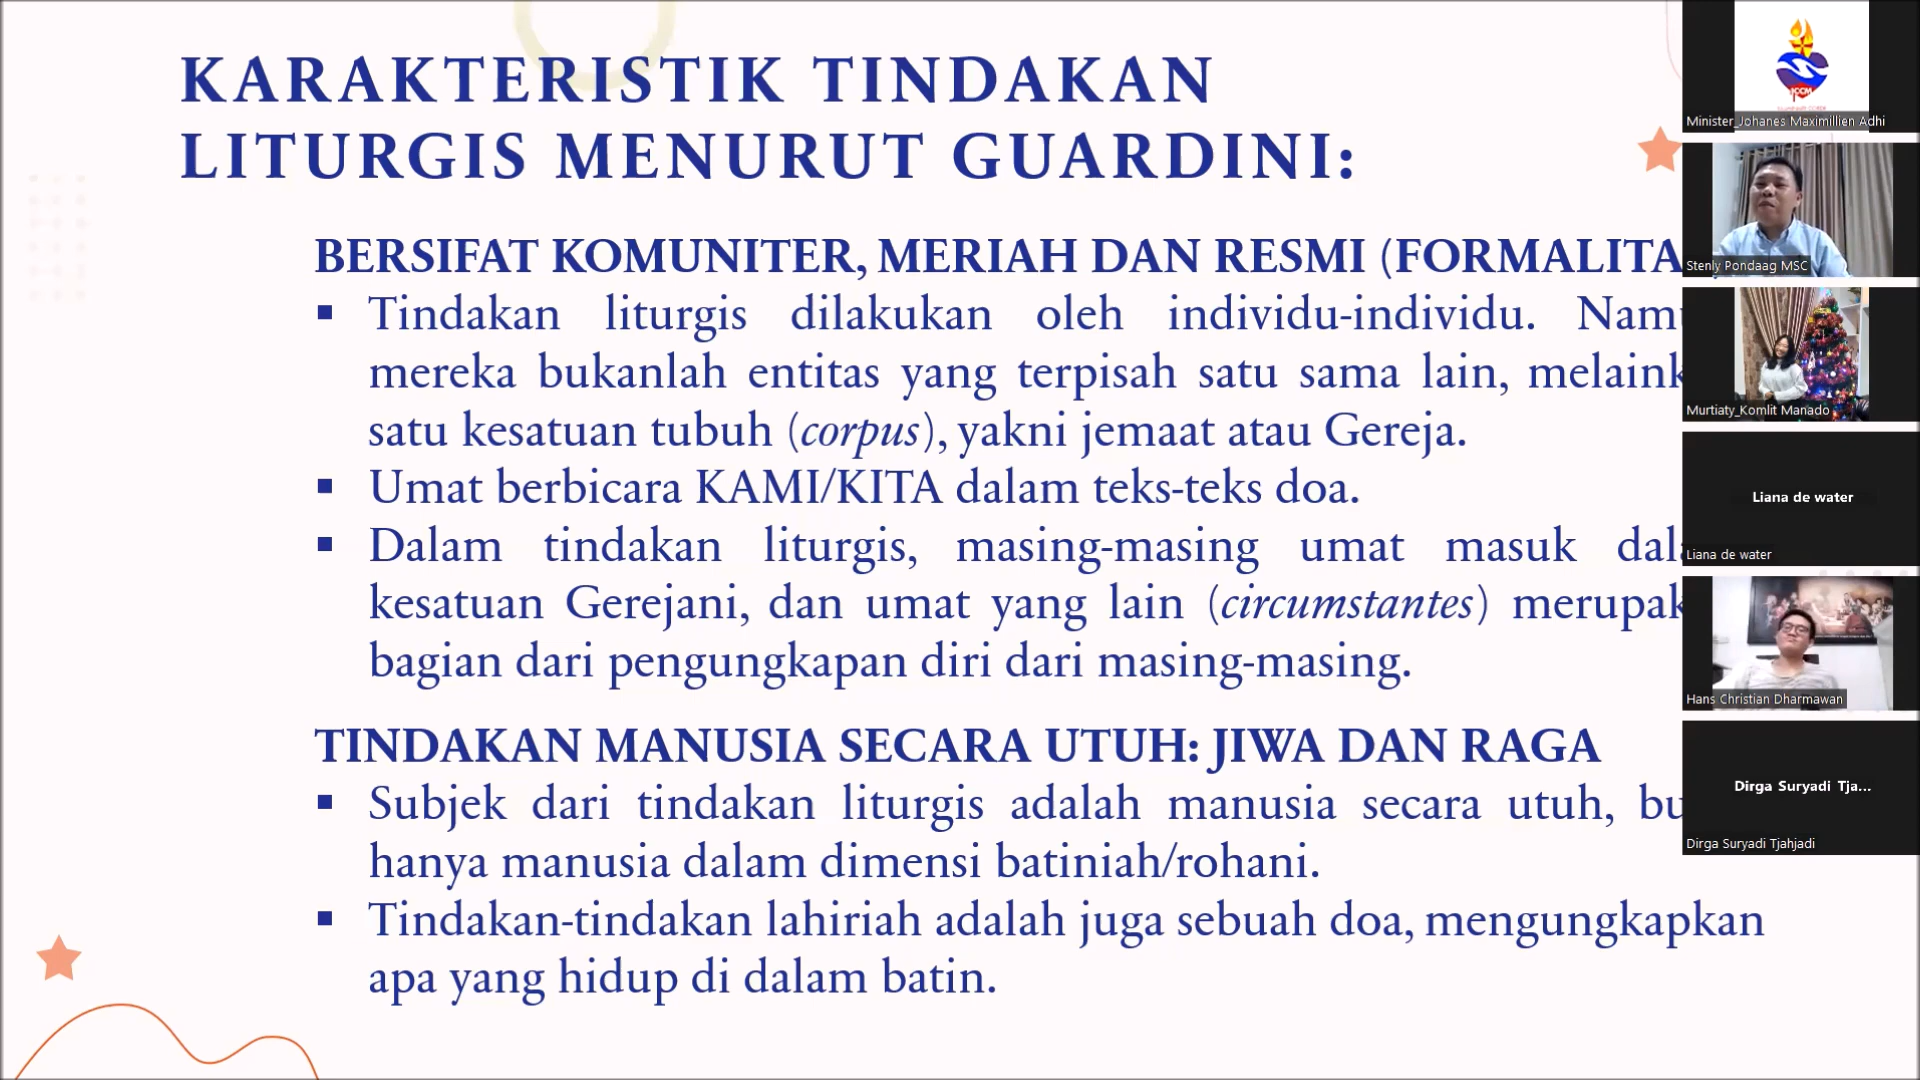 KARAKTERISTIK TINDAKAN
LITURGIS MENURUT GUARDINI:
BERSIFAT KOMUNITER, MERIAH DAN RESMI (FORMALITA
Tindakan liturgis dilakukan oleh individu-individu. Namu
mereka bukanlah entitas yang terpisah satu sama lain, melaink
satu kesatuan tubuh (corpus), yakni jemaat atau Gereja.
Umat berbicara KAMI/KITA dalam teks-teks doa.
Dalam tindakan liturgis, masing-masing umat masuk dala
kesatuan Gerejani, dan umat yang lain (circumstantes) merupak
bagian dari pengungkapan diri dari masing-masing.
TINDAKAN MANUSIA SECARA UTUH: JIWA DAN RAGA
Subjek dari tindakan liturgis adalah manusia secara utuh, bu
hanya manusia dalam dimensi batiniah/rohani.
Tindakan-tindakan lahiriah adalah juga sebuah doa, mengungkapkan
apa yang hidup di dalam batin.
Minister_Johanes Maximillien Adhi
Stenly Pondaag MSC
Murtiaty_Komlit Manado
Liana de water
Liana de water
Hans Christian Dharmawan
Dirga Suryadi Tja...
Dirga Suryadi Tjahjadi